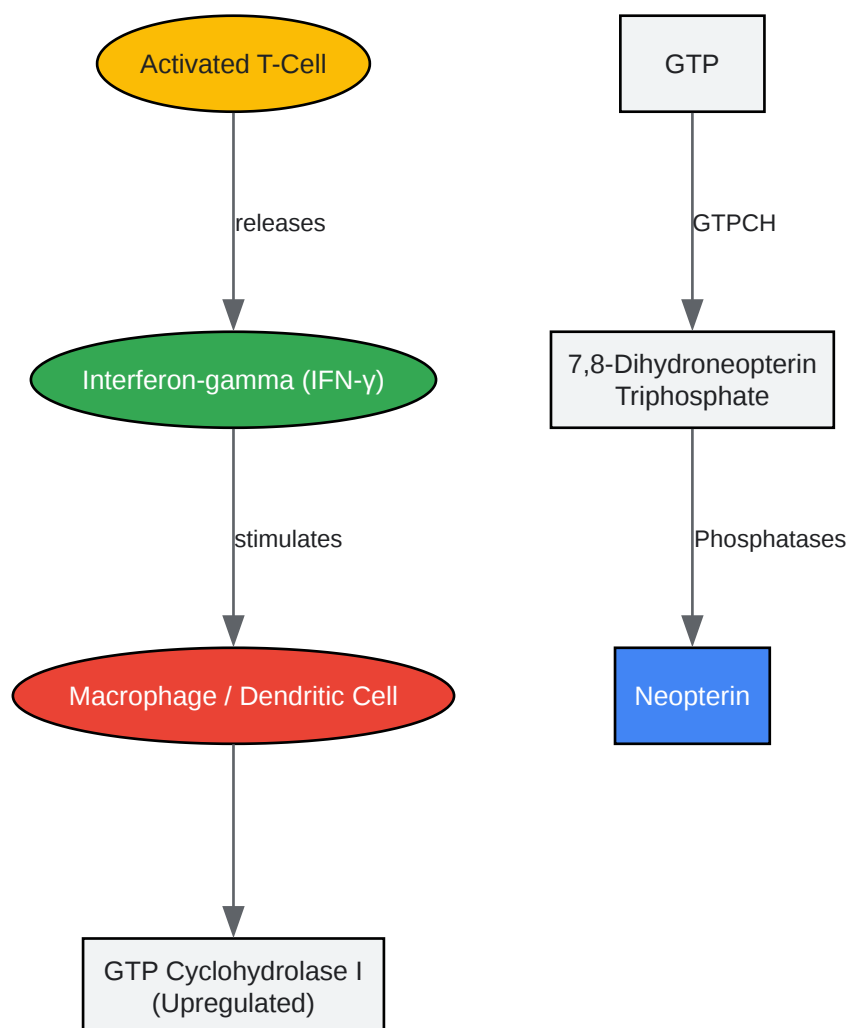 Activated T-Cell
releases
Interferon-gamma (IFN-γ)
stimulates
Macrophage / Dendritic Cell
GTP Cyclohydrolase I
(Upregulated)
GTP
GTPCH
7,8-Dihydroneopterin
Triphosphate
Phosphatases
Neopterin